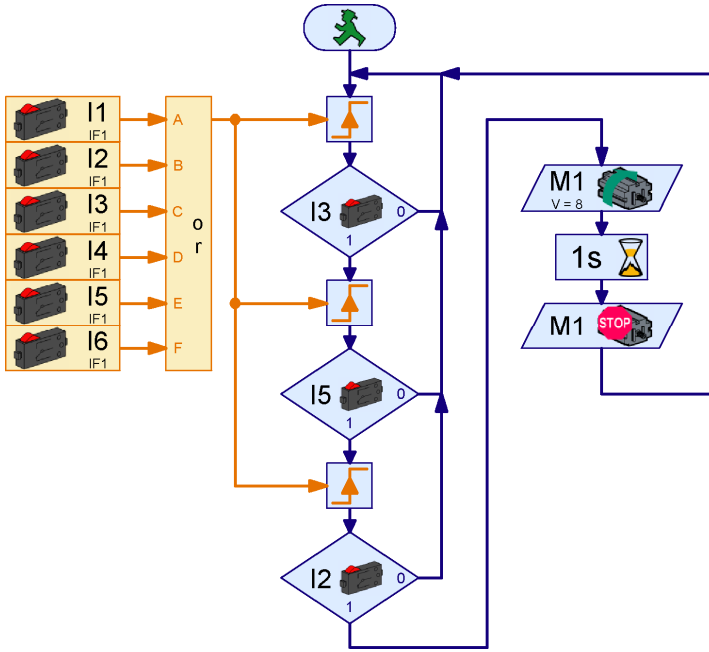 I1
IF1
I2
IF1
I3
IF1
I4
IF1
I5
IF1
I6
IF1
A
B
C
D
E
F
o
r
I3
0
1
I5
0
1
I2
0
1
M1
V = 8
1s
M1
STOP